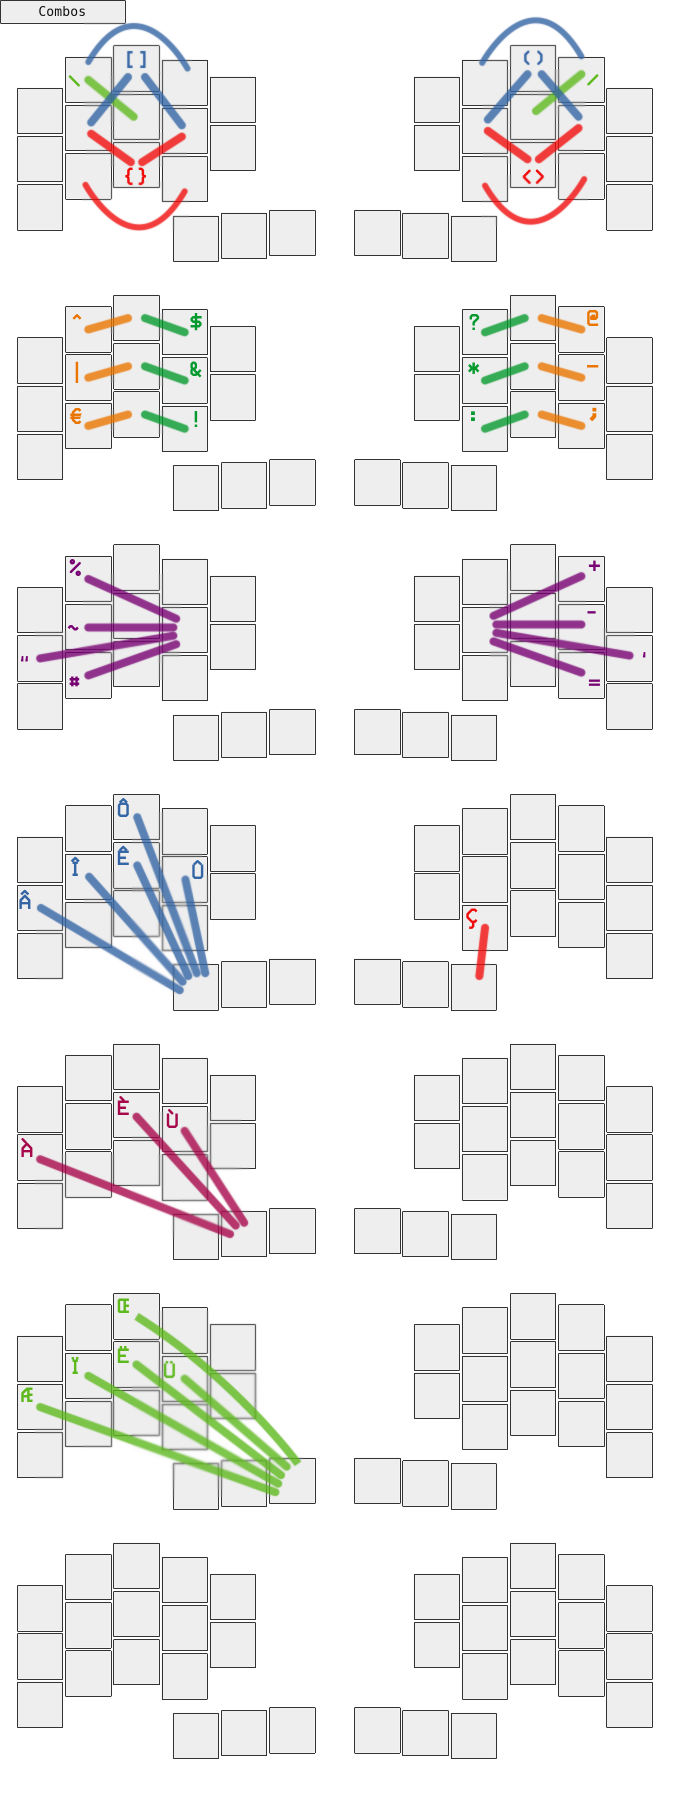 Combos
[ ] ( )
\ /
{ } < >
^ $ ? @
| & * −
€ ! : ;
% +
~ -
" '
# =
Ô
Ê
Î Û
Â Ç
È
Ù
À
Œ
Ë
Ï Ü
Æ